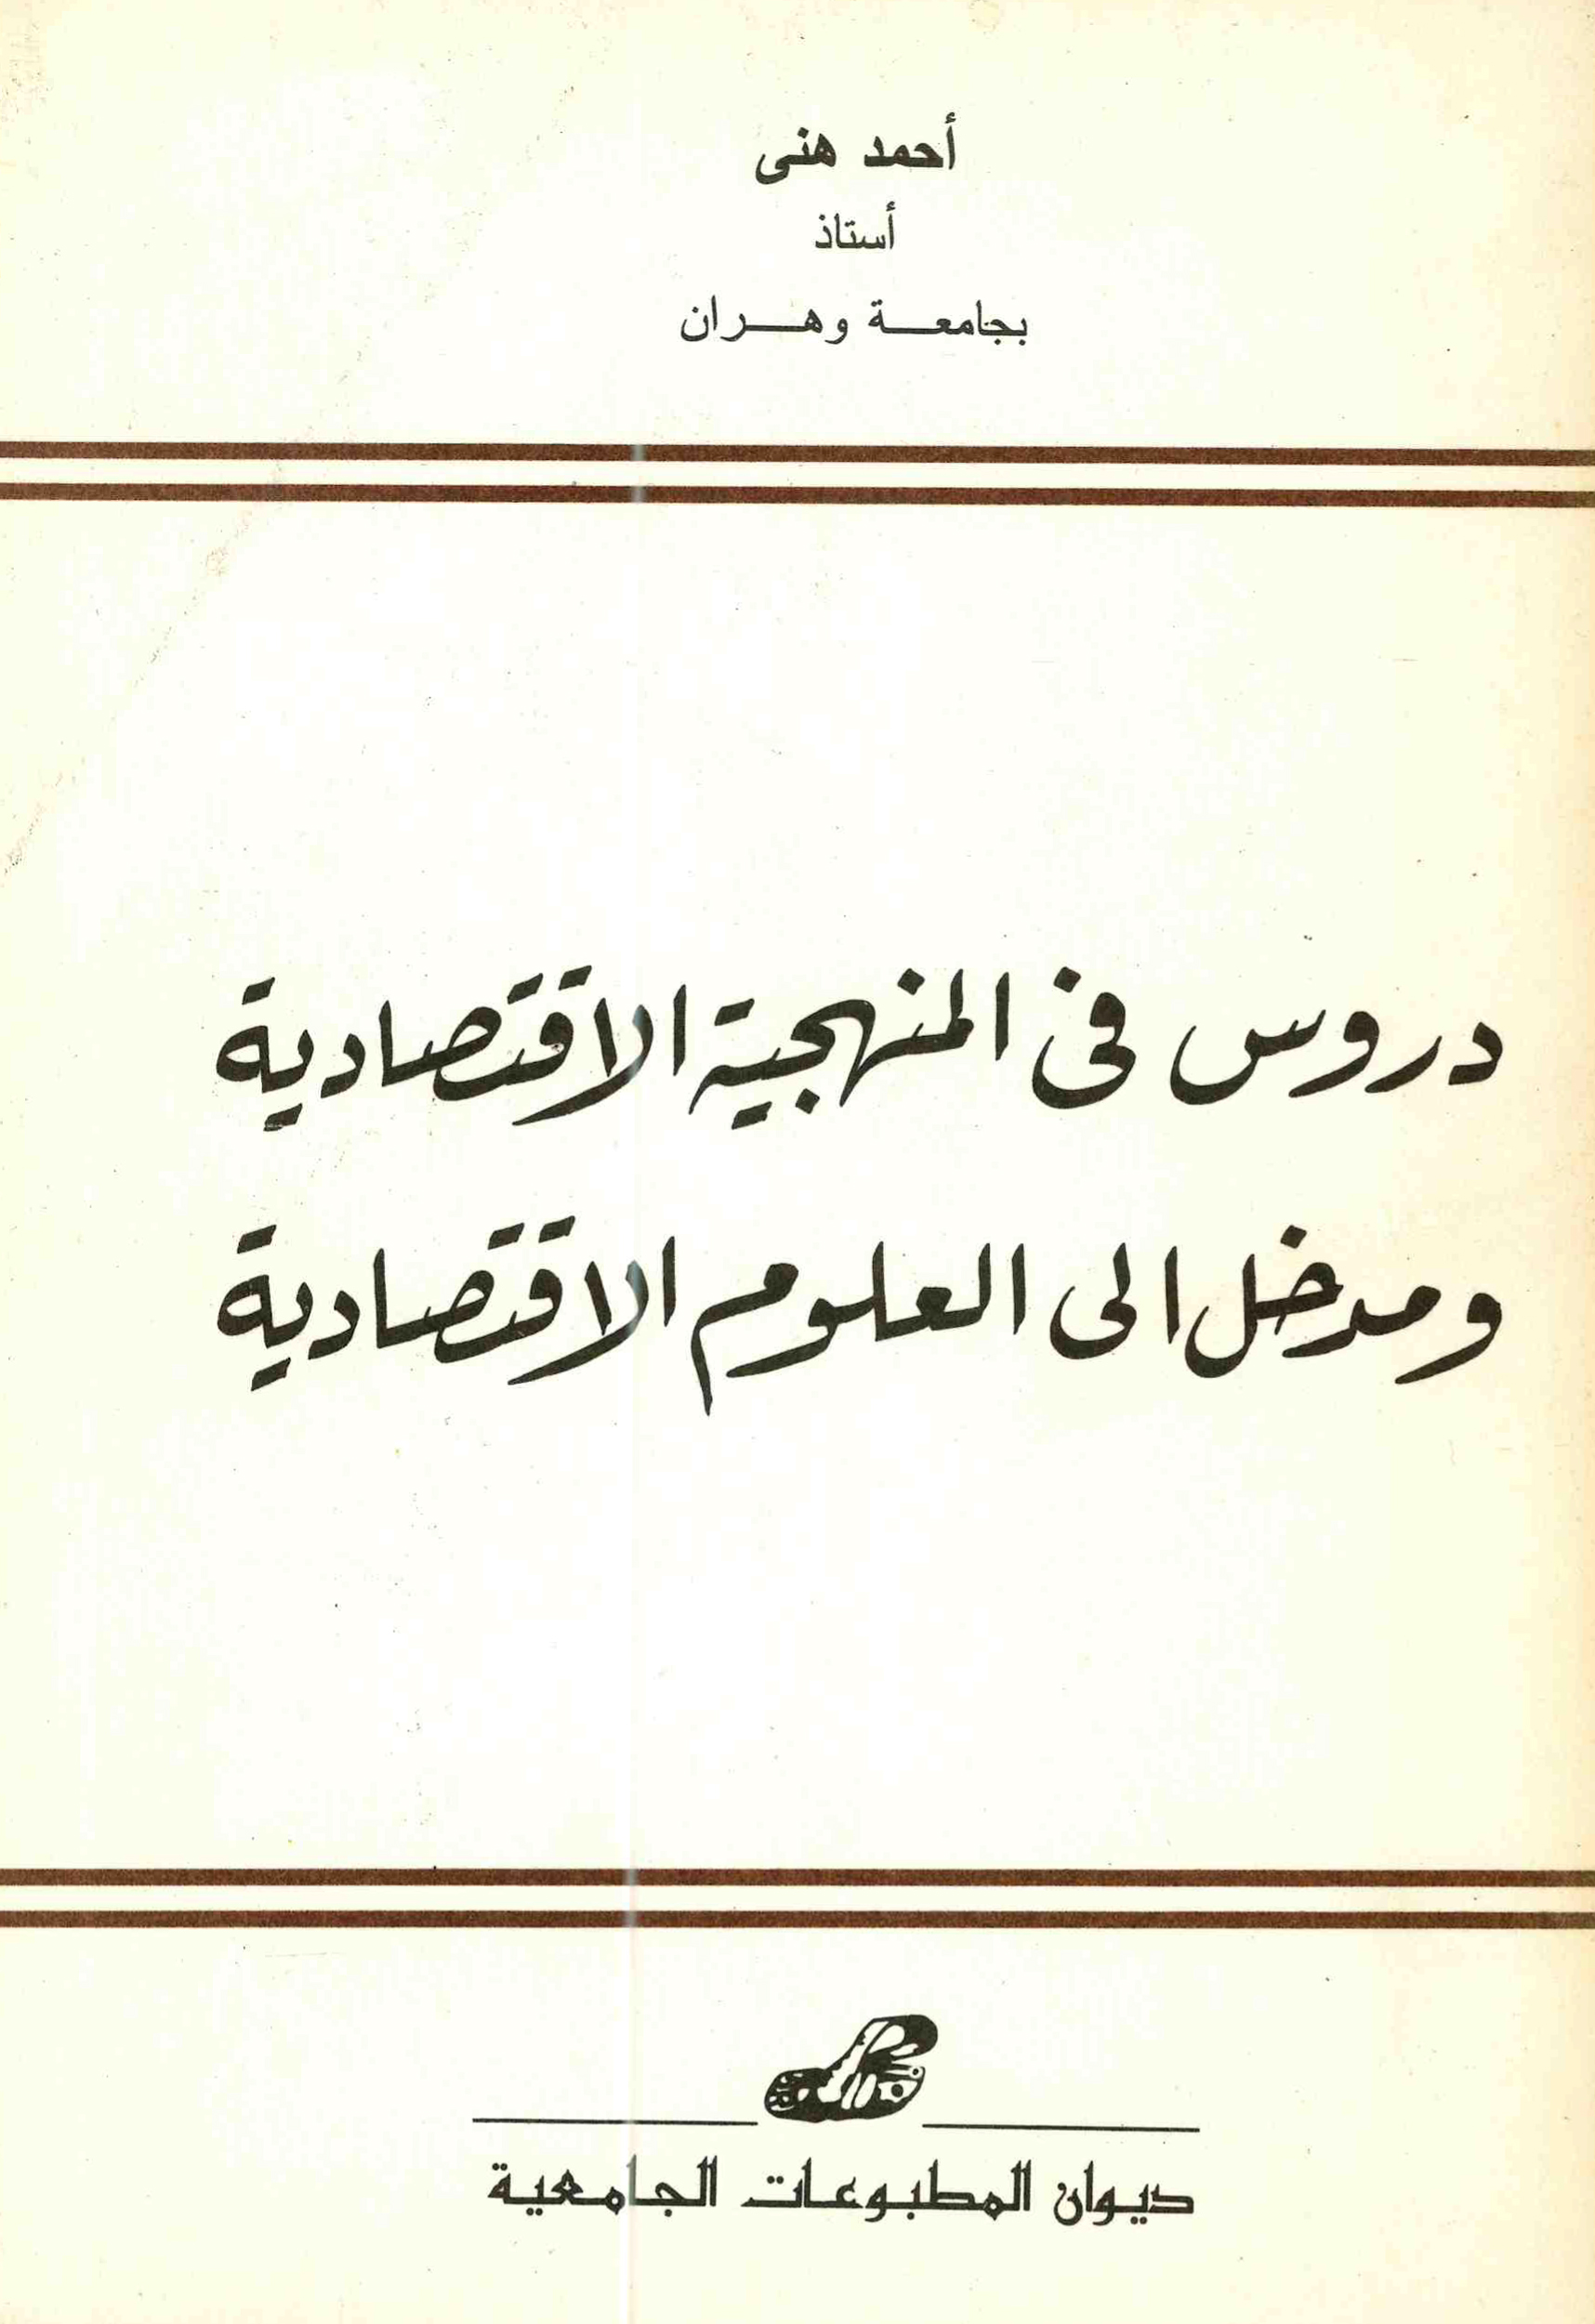 أحمد هنى
أستاذ
بجامعة وهران
دروس فى المنهجية الاقتصادية
ومدخل الى العلوم الاقتصادية
ديوان المطبوعات الجامعية